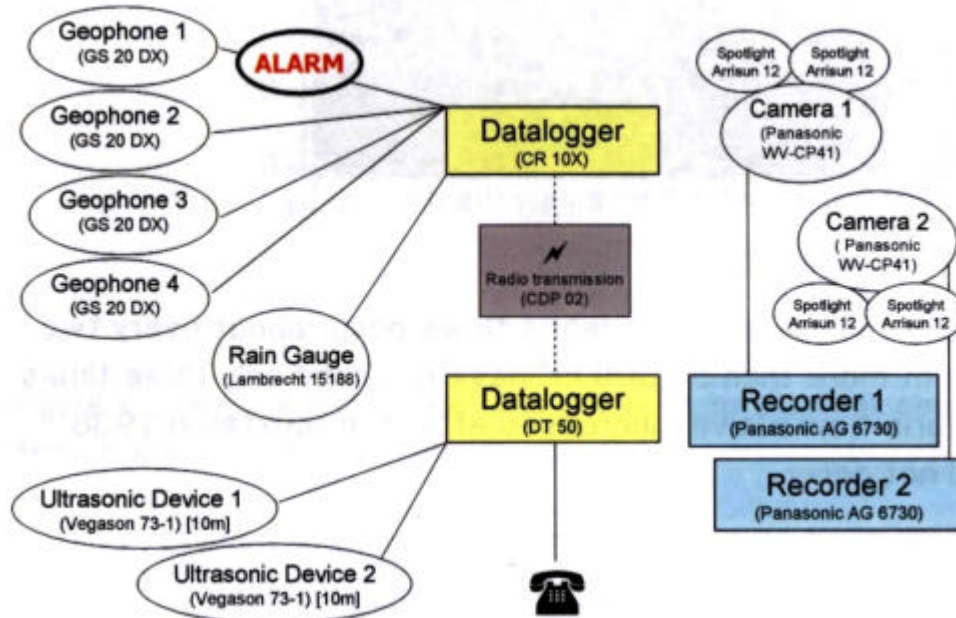 Geophone 1
(GS 20 DX)
ALARM
Geophone 2
(GS 20 DX)
Geophone 3
(GS 20 DX)
Geophone 4
(GS 20 DX)
Rain Gauge
(Lambrecht 15188)
Datalogger
(CR 10X)
Radio transmission
(CDP 02)
Datalogger
(DT 50)
Ultrasonic Device 1
(Vegason 73-1) [10m]
Ultrasonic Device 2
(Vegason 73-1) [10m]
Spotlight
Arrisun 12
Spotlight
Arrisun 12
Camera 1
(Panasonic
WV-CP41)
Camera 2
( Panasonic
WV-CP41)
Spotlight
Arrisun 12
Spotlight
Arrisun 12
Recorder 1
(Panasonic AG 6730)
Recorder 2
(Panasonic AG 6730)